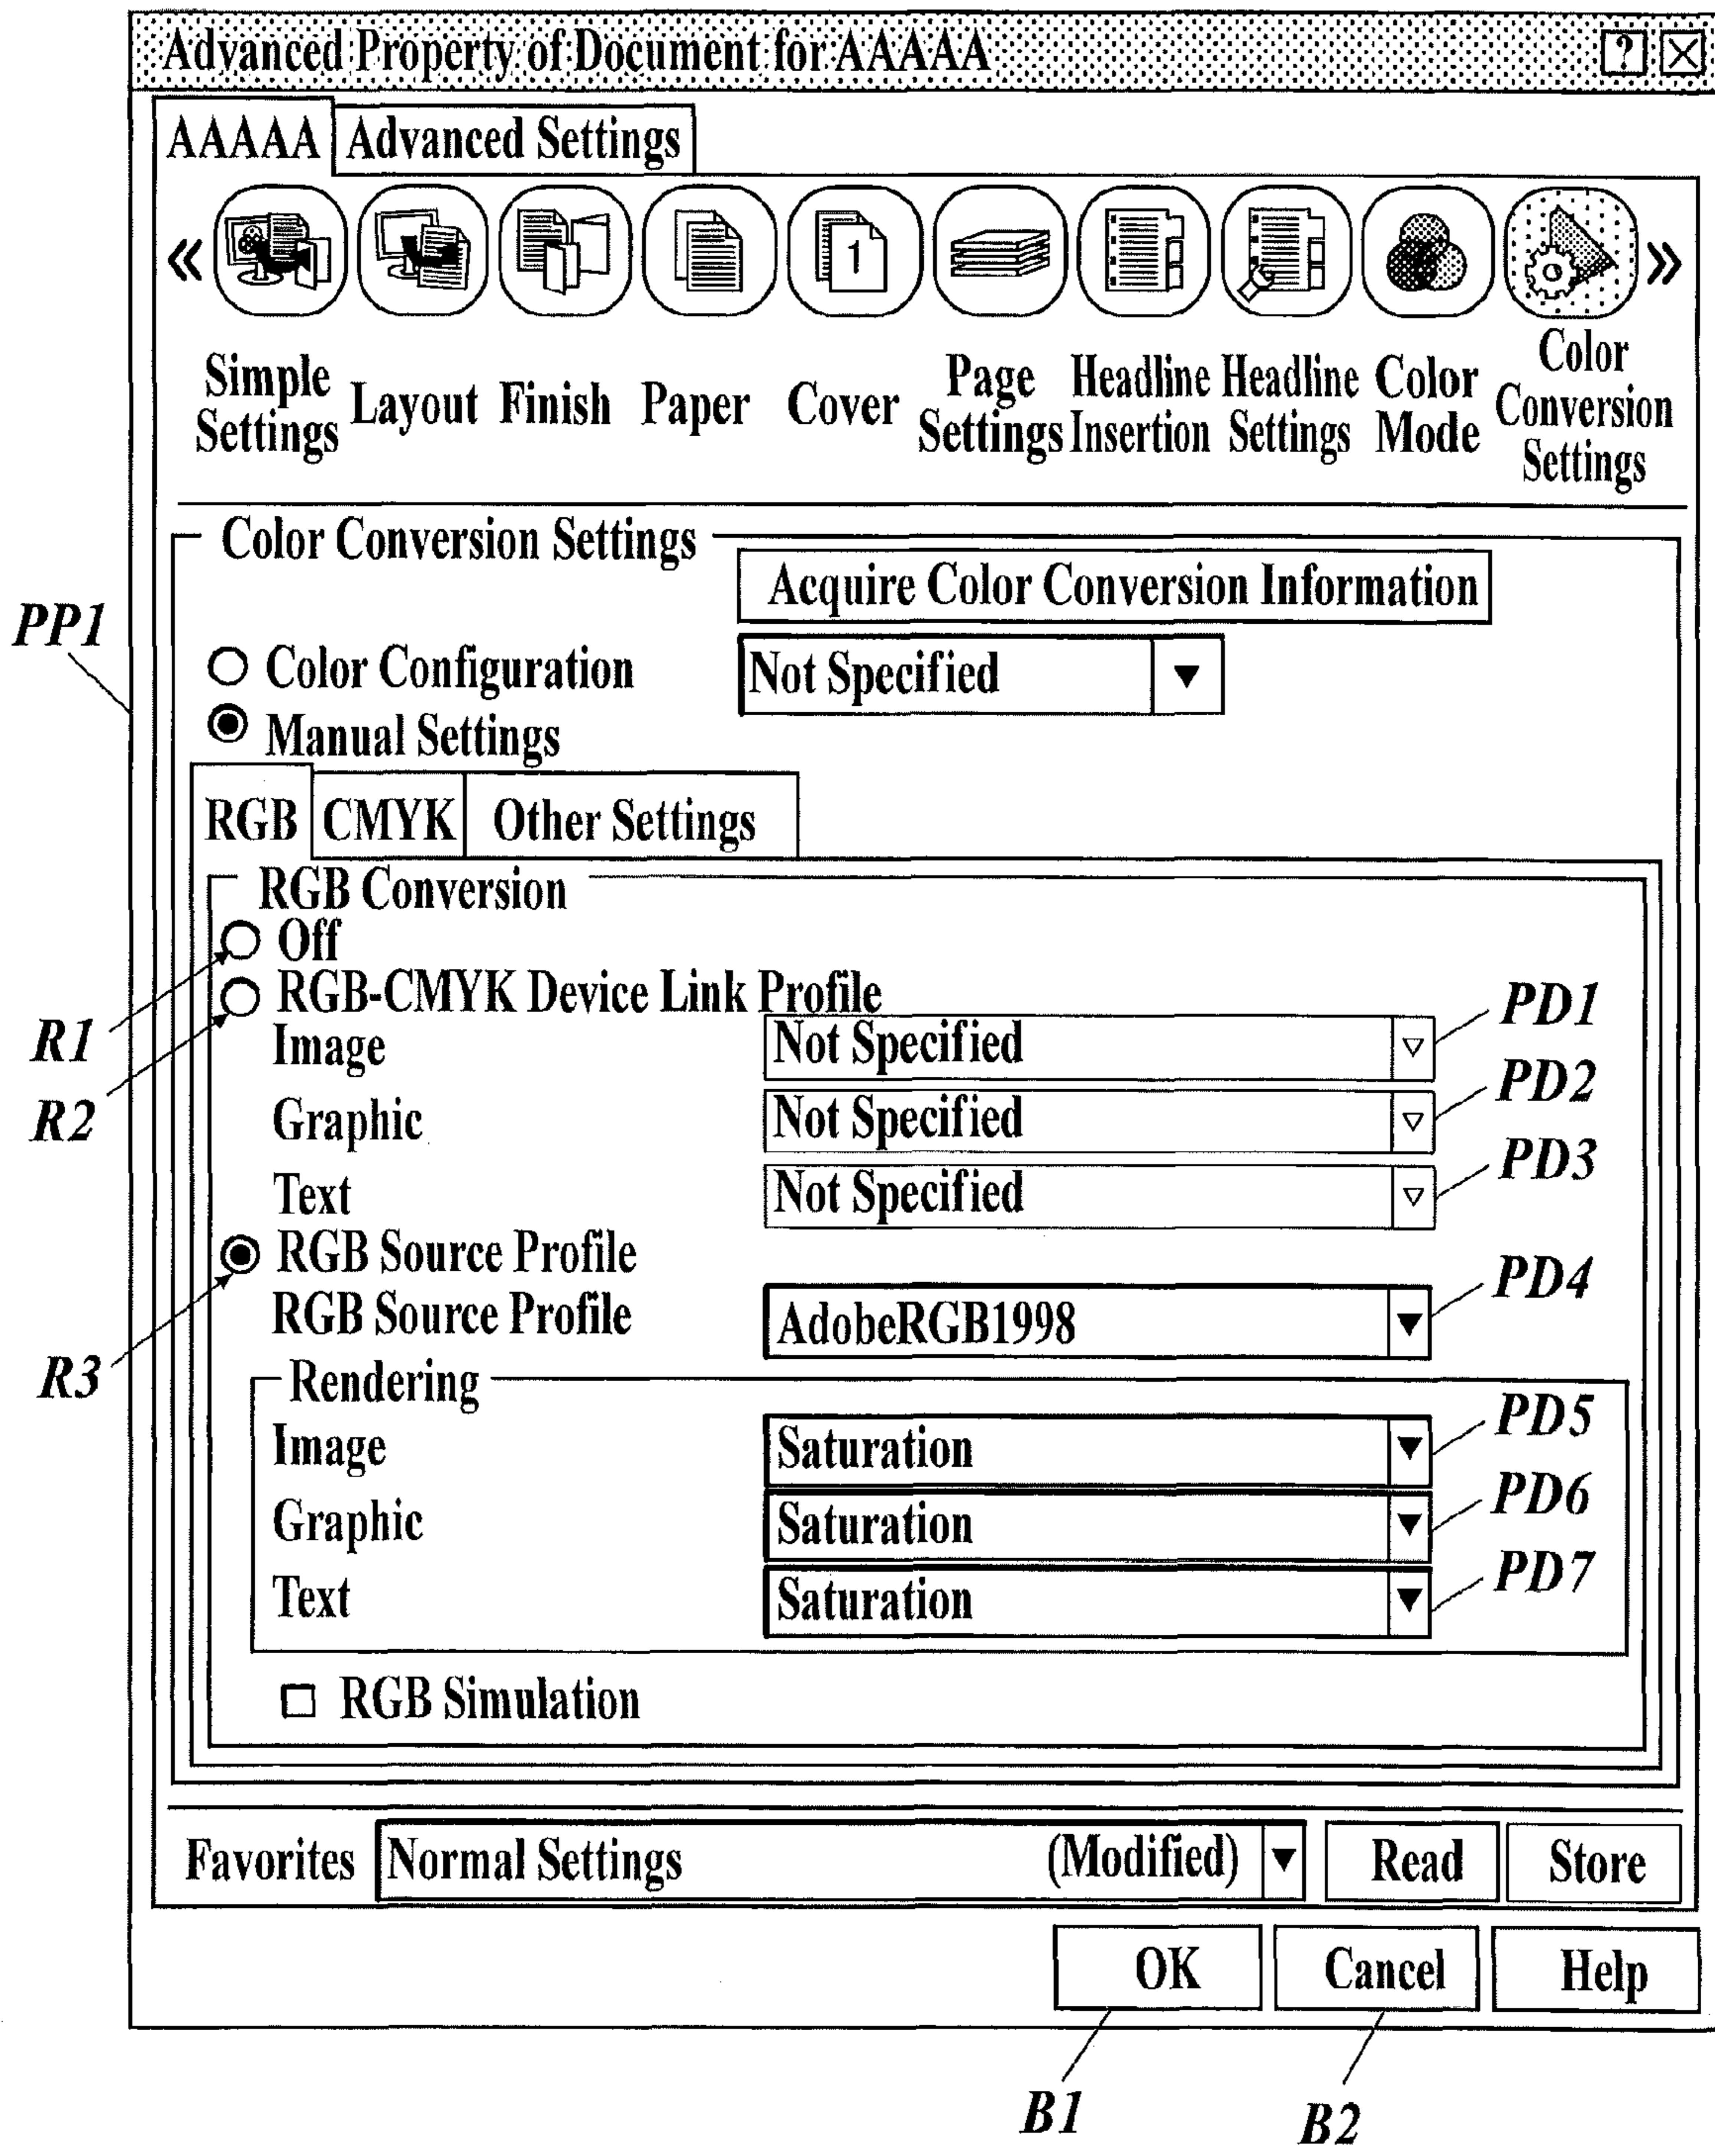 Advanced Property of Document for AAAAA ?
AAAAA Advanced Settings
« 1 »
Simple Settings
Layout
Finish
Paper
Cover
Page Settings
Headline Insertion
Headline Settings
Color Mode
Color Conversion Settings
Color Conversion Settings
Acquire Color Conversion Information
PP1
Color Configuration Not Specified
Manual Settings
RGB CMYK Other Settings
RGB Conversion
Off
R1
RGB-CMYK Device Link Profile
R2
Image Not Specified PD1
Graphic Not Specified PD2
Text Not Specified PD3
RGB Source Profile
R3
RGB Source Profile AdobeRGB1998 PD4
Rendering
Image Saturation PD5
Graphic Saturation PD6
Text Saturation PD7
RGB Simulation
Favorites Normal Settings (Modified) Read Store
OK Cancel Help
B1 B2